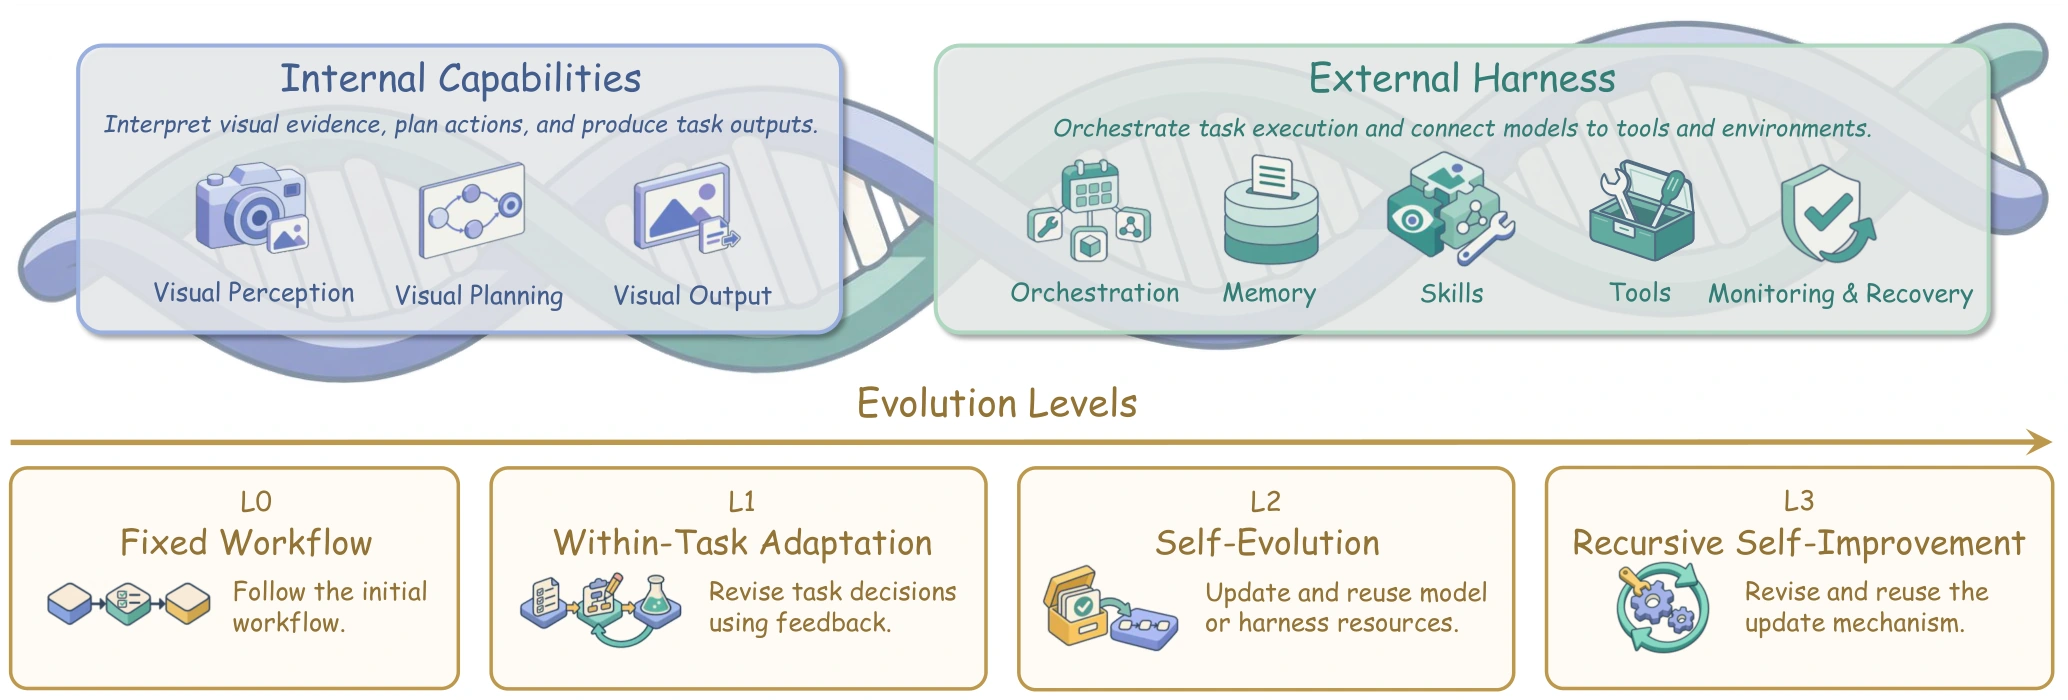 Internal Capabilities
Interpret visual evidence, plan actions, and produce task outputs.
Visual Perception
Visual Planning
Visual Output
External Harness
Orchestrate task execution and connect models to tools and environments.
Orchestration
Memory
Skills
Tools
Monitoring & Recovery
Evolution Levels
L0
Fixed Workflow
Follow the initial
workflow.
L1
Within-Task Adaptation
Revise task decisions
using feedback.
L2
Self-Evolution
Update and reuse model
or harness resources.
L3
Recursive Self-Improvement
Revise and reuse the
update mechanism.